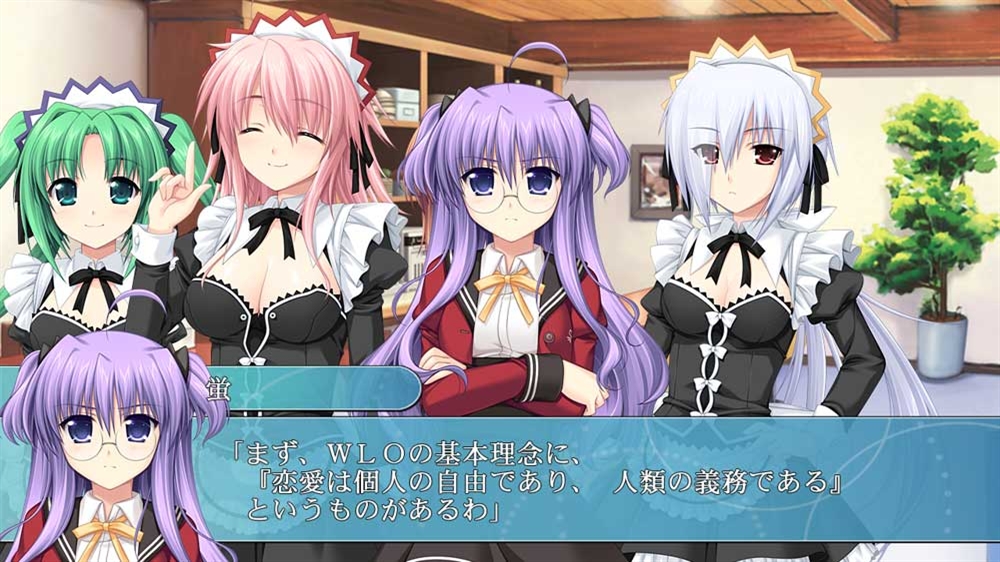 蛍
「まず、ＷＬＯの基本理念に、
『恋愛は個人の自由であり、　人類の義務である』
というものがあるわ」